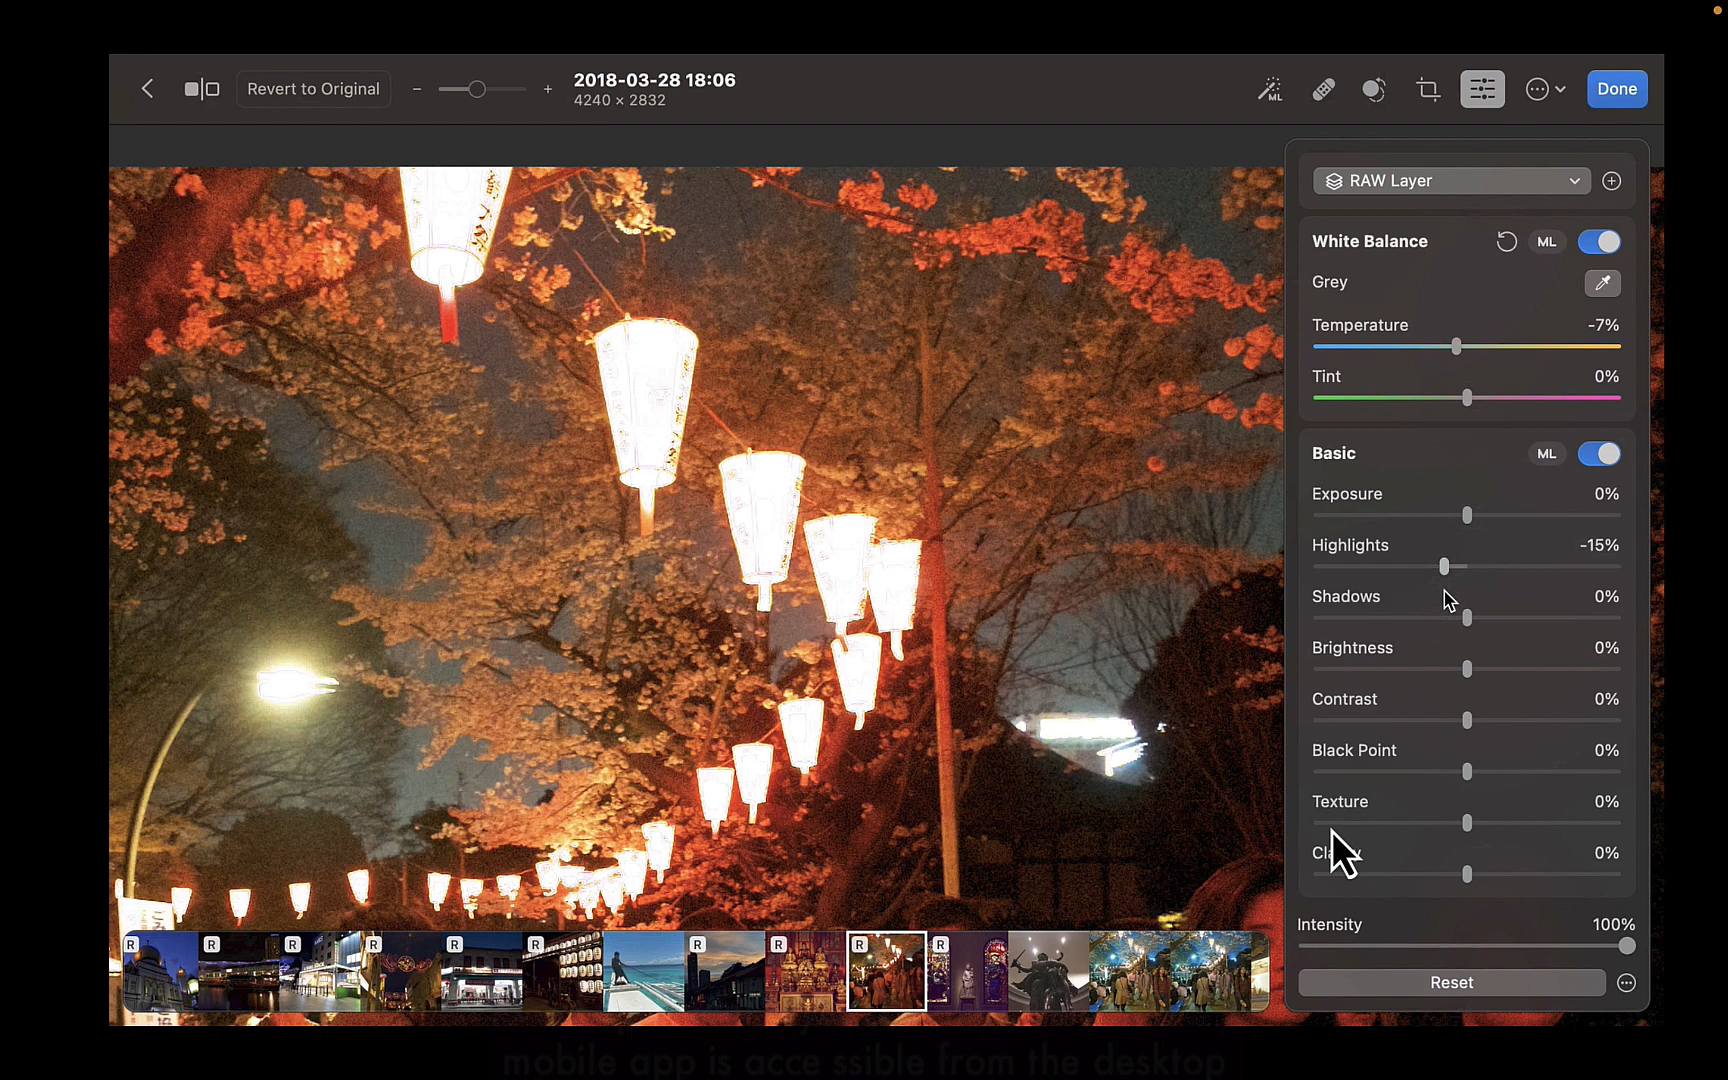 Revert to Original
2018-03-28 18:06
4240 × 2832
ML
Done
RAW Layer
White Balance ML
Grey
Temperature -7%
Tint 0%
Basic ML
Exposure 0%
Highlights -15%
Shadows 0%
Brightness 0%
Contrast 0%
Black Point 0%
Texture 0%
0%
Intensity 100%
R R R R R R R R R R
Reset
mobile app is acce ssible from the desktop